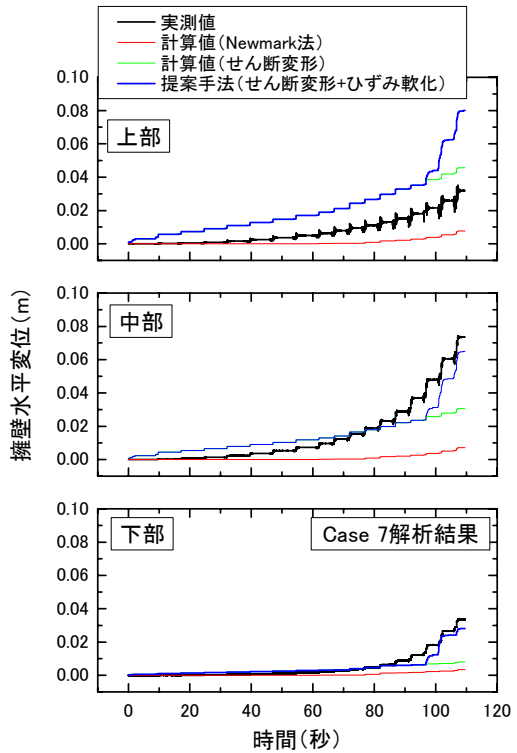 実測値
計算値（Newmark法）
計算値（せん断変形）
提案手法（せん断変形+ひずみ軟化）
0.10
0.08
0.06
0.04
0.02
0.00
上部
0.10
0.08
0.06
0.04
0.02
0.00
中部
擁壁水平変位（m）
0.10
0.08
0.06
0.04
0.02
0.00
下部
Case 7解析結果
0 20 40 60 80 100 120
時間（秒）